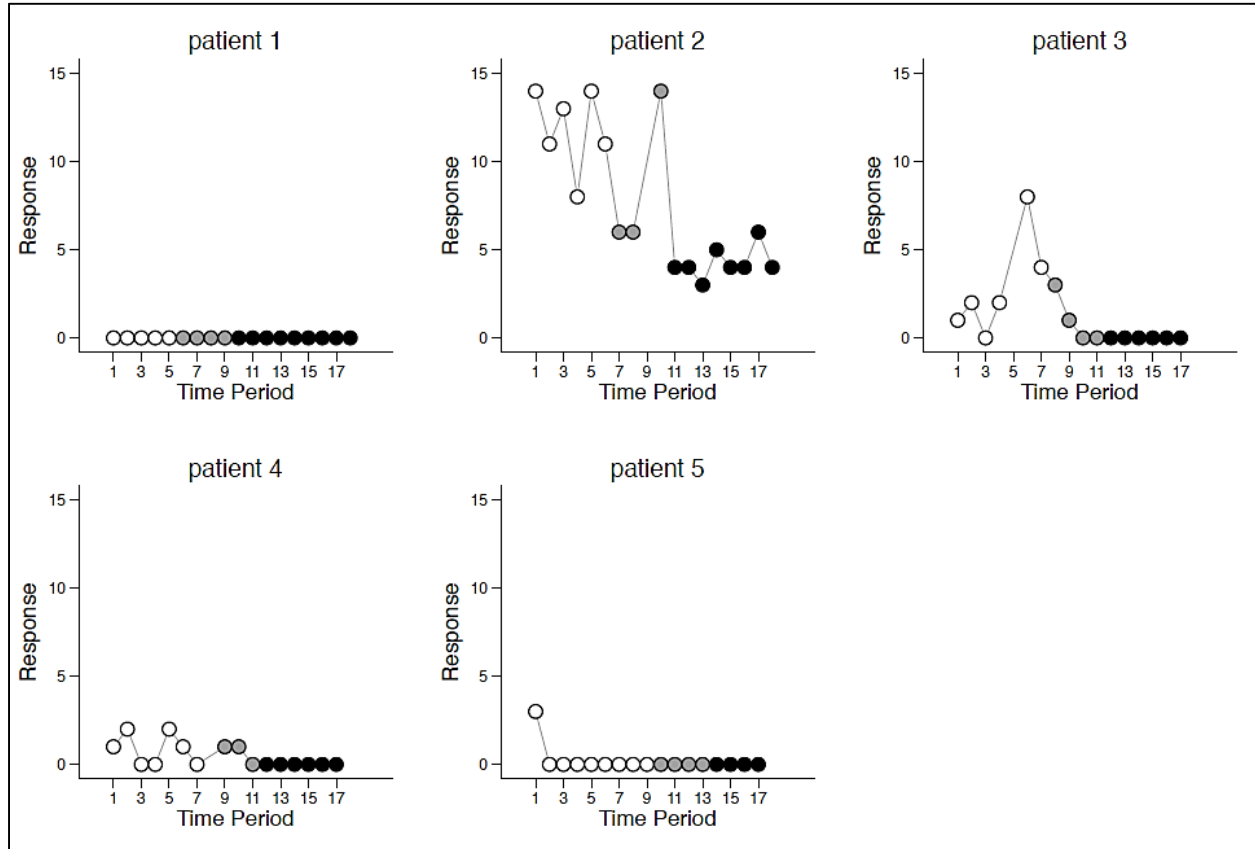 patient 1
15
10
5
0
Response
1 3 5 7 9 11 13 15 17
Time Period
patient 2
15
10
5
0
Response
1 3 5 7 9 11 13 15 17
Time Period
patient 3
15
10
5
0
Response
1 3 5 7 9 11 13 15 17
Time Period
patient 4
15
10
5
0
Response
1 3 5 7 9 11 13 15 17
Time Period
patient 5
15
10
5
0
Response
1 3 5 7 9 11 13 15 17
Time Period